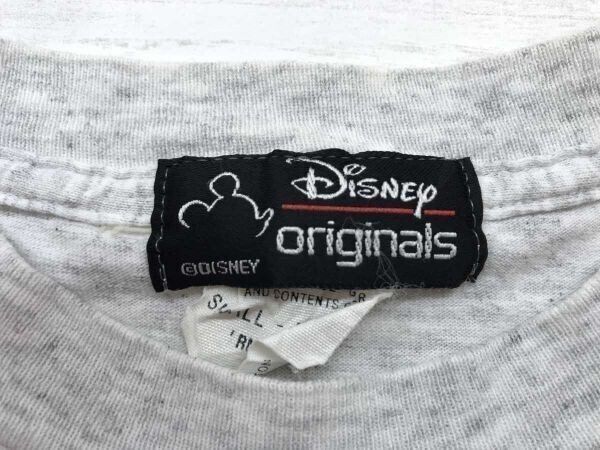 Disney
originals
©DISNEY
AND CONTENTS